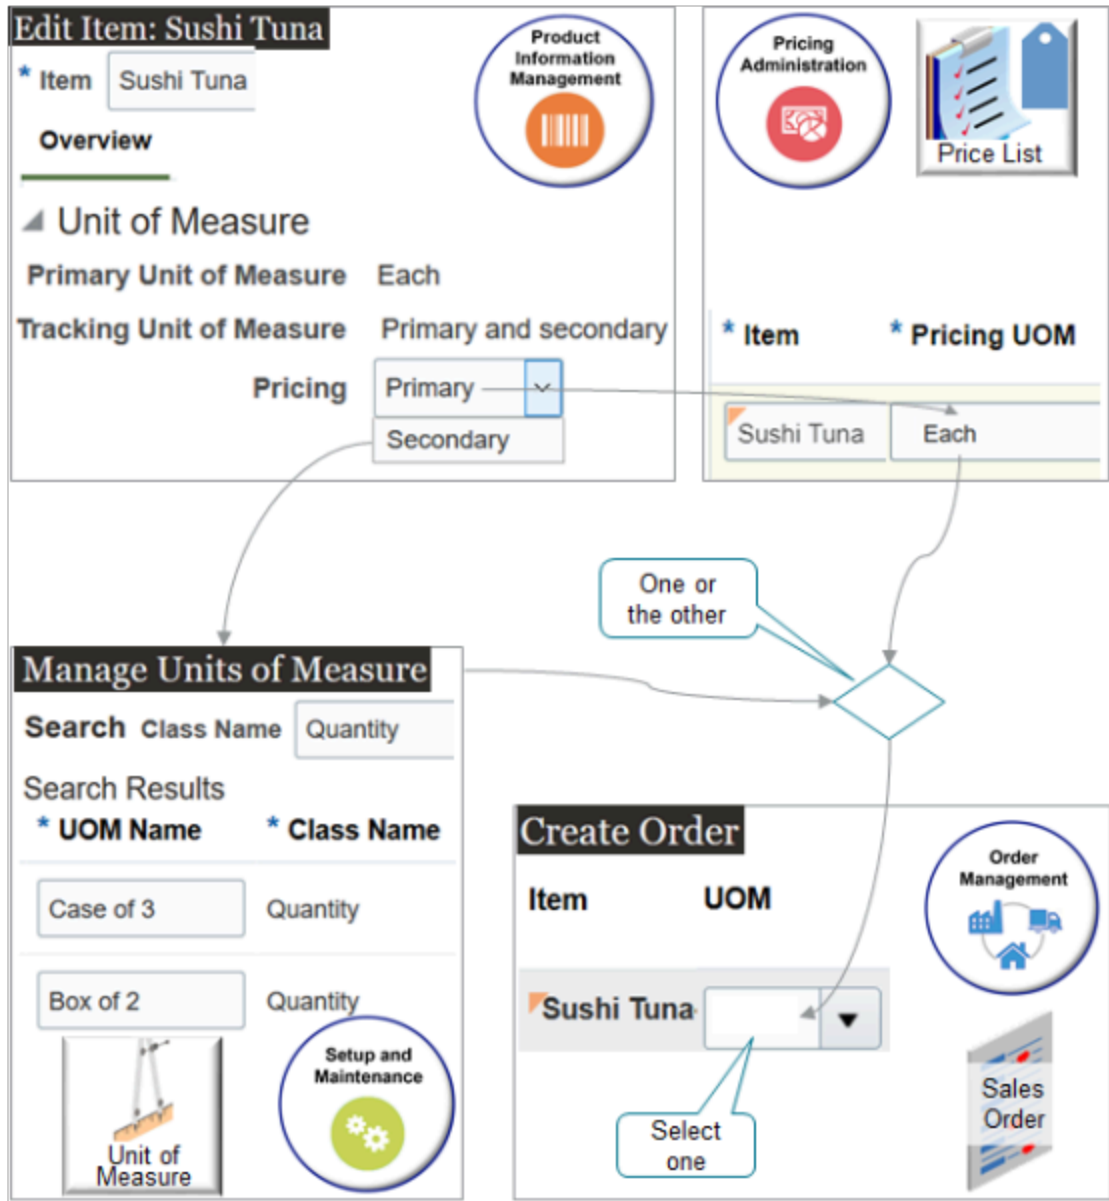 Edit Item: Sushi Tuna
* Item Sushi Tuna
Overview
Unit of Measure
Primary Unit of Measure Each
Tracking Unit of Measure Primary and secondary
Pricing Primary
Secondary
Product
Information
Management
Pricing
Administration
Price List
* Item * Pricing UOM
Sushi Tuna Each
One or
the other
Manage Units of Measure
Search Class Name Quantity
Search Results
* UOM Name * Class Name
Case of 3 Quantity
Box of 2 Quantity
Unit of
Measure
Setup and
Maintenance
Create Order
Item UOM
Sushi Tuna
Select
one
Order
Management
Sales
Order